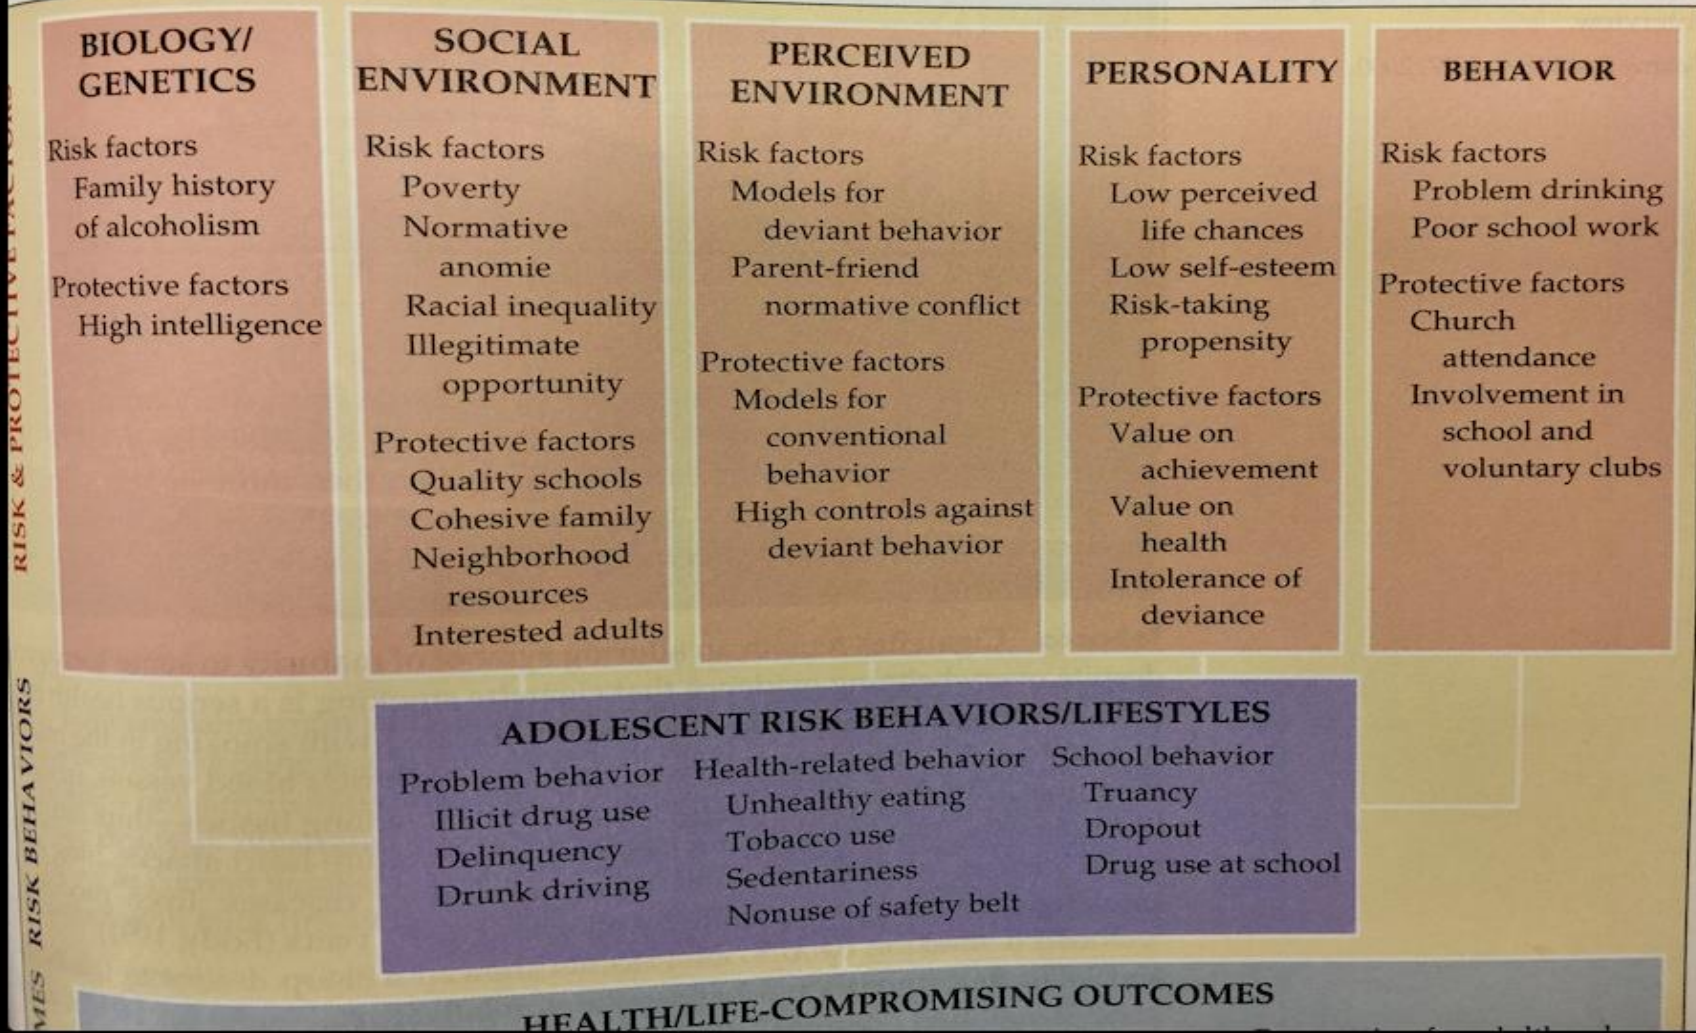 RISK & PROTECTIVE FACTORS
BIOLOGY/
GENETICS
Risk factors
Family history
of alcoholism
Protective factors
High intelligence
SOCIAL
ENVIRONMENT
Risk factors
Poverty
Normative
anomie
Racial inequality
Illegitimate
opportunity
Protective factors
Quality schools
Cohesive family
Neighborhood
resources
Interested adults
PERCEIVED
ENVIRONMENT
Risk factors
Models for
deviant behavior
Parent-friend
normative conflict
Protective factors
Models for
conventional
behavior
High controls against
deviant behavior
PERSONALITY
Risk factors
Low perceived
life chances
Low self-esteem
Risk-taking
propensity
Protective factors
Value on
achievement
Value on
health
Intolerance of
deviance
BEHAVIOR
Risk factors
Problem drinking
Poor school work
Protective factors
Church
attendance
Involvement in
school and
voluntary clubs
RISK BEHAVIORS
ADOLESCENT RISK BEHAVIORS/LIFESTYLES
Problem behavior
Illicit drug use
Delinquency
Drunk driving
Health-related behavior
Unhealthy eating
Tobacco use
Sedentariness
Nonuse of safety belt
School behavior
Truancy
Dropout
Drug use at school
MES
HEALTH/LIFE-COMPROMISING OUTCOMES